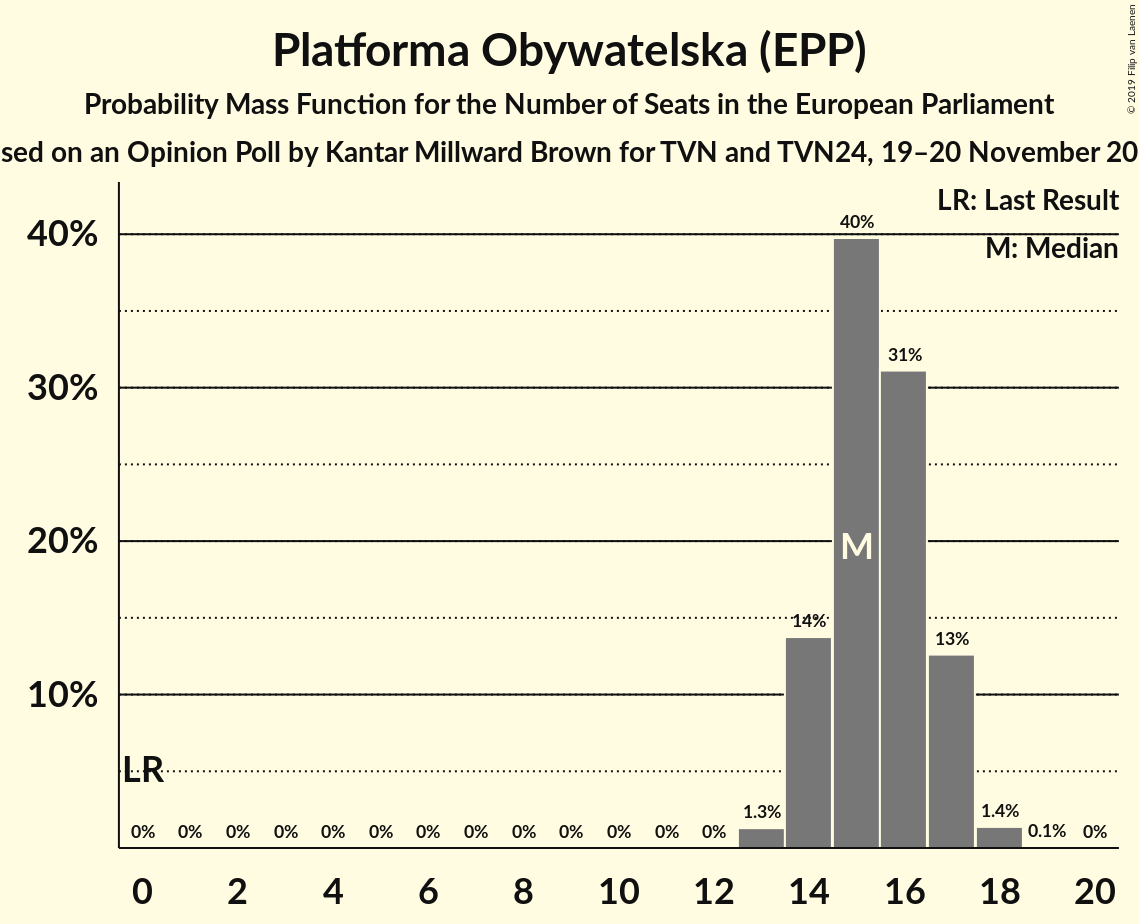 Platforma Obywatelska (EPP)
Probability Mass Function for the Number of Seats in the European Parliament
sed on an Opinion Poll by Kantar Millward Brown for TVN and TVN24, 19–20 November 20
© 2019 Filip van Laenen
LR: Last Result
M: Median
40%
30%
20%
10%
40%
31%
14%
13%
M
LR
0% 0% 0% 0% 0% 0% 0% 0% 0% 0% 0% 0% 0% 1.3% 1.4% 0.1% 0%
0 2 4 6 8 10 12 14 16 18 20